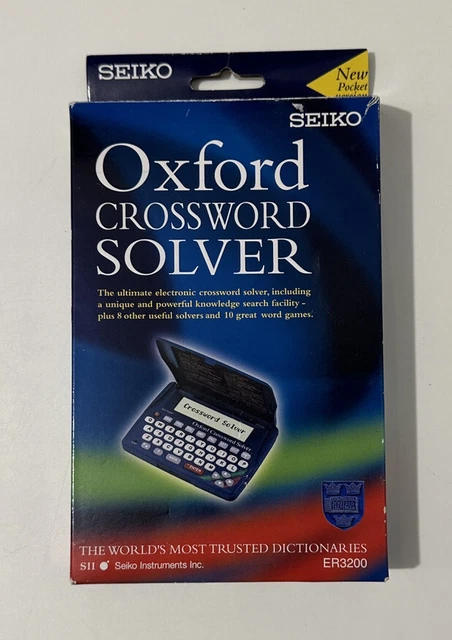 SEIKO
New
Pocket
SEIKO
Oxford
CROSSWORD
SOLVER
The ultimate electronic crossword solver, including
a unique and powerful knowledge search facility -
plus 8 other useful solvers and 10 great word games.
Crossword Solver
Oxford Crossword Solver
THE WORLD'S MOST TRUSTED DICTIONARIES
SII Seiko Instruments Inc.
ER3200